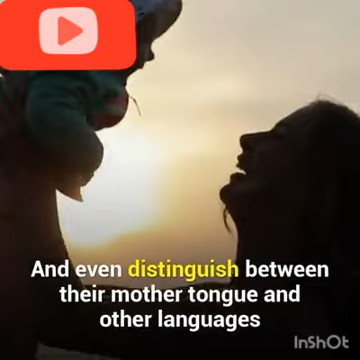 And even distinguish between
their mother tongue and
other languages
InShOt